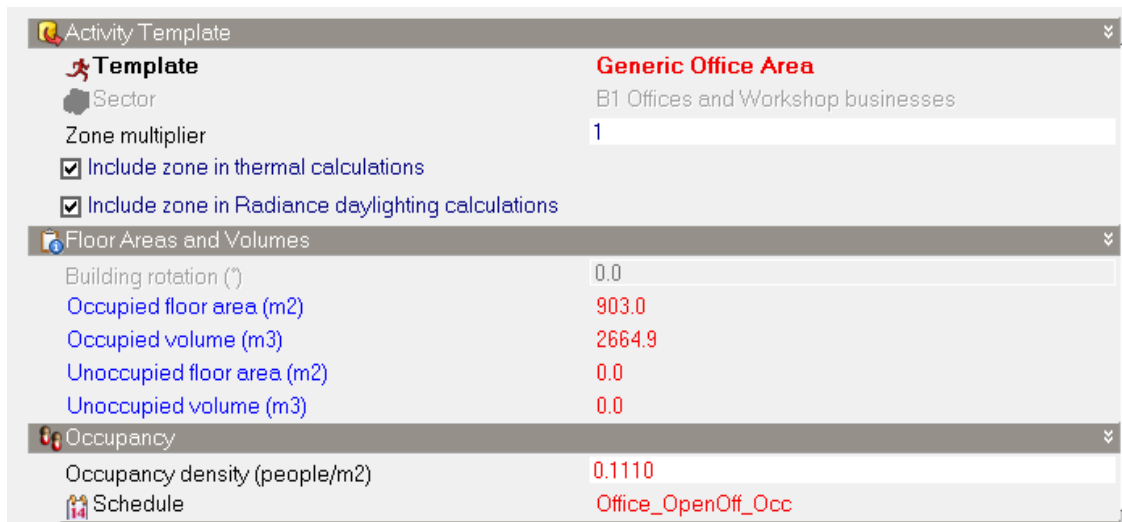 Activity Template
Template Generic Office Area
Sector B1 Offices and Workshop businesses
Zone multiplier 1
Include zone in thermal calculations
Include zone in Radiance daylighting calculations
Floor Areas and Volumes
Building rotation (°) 0.0
Occupied floor area (m2) 903.0
Occupied volume (m3) 2664.9
Unoccupied floor area (m2) 0.0
Unoccupied volume (m3) 0.0
Occupancy
Occupancy density (people/m2) 0.1110
14 Schedule Office_OpenOff_Occ